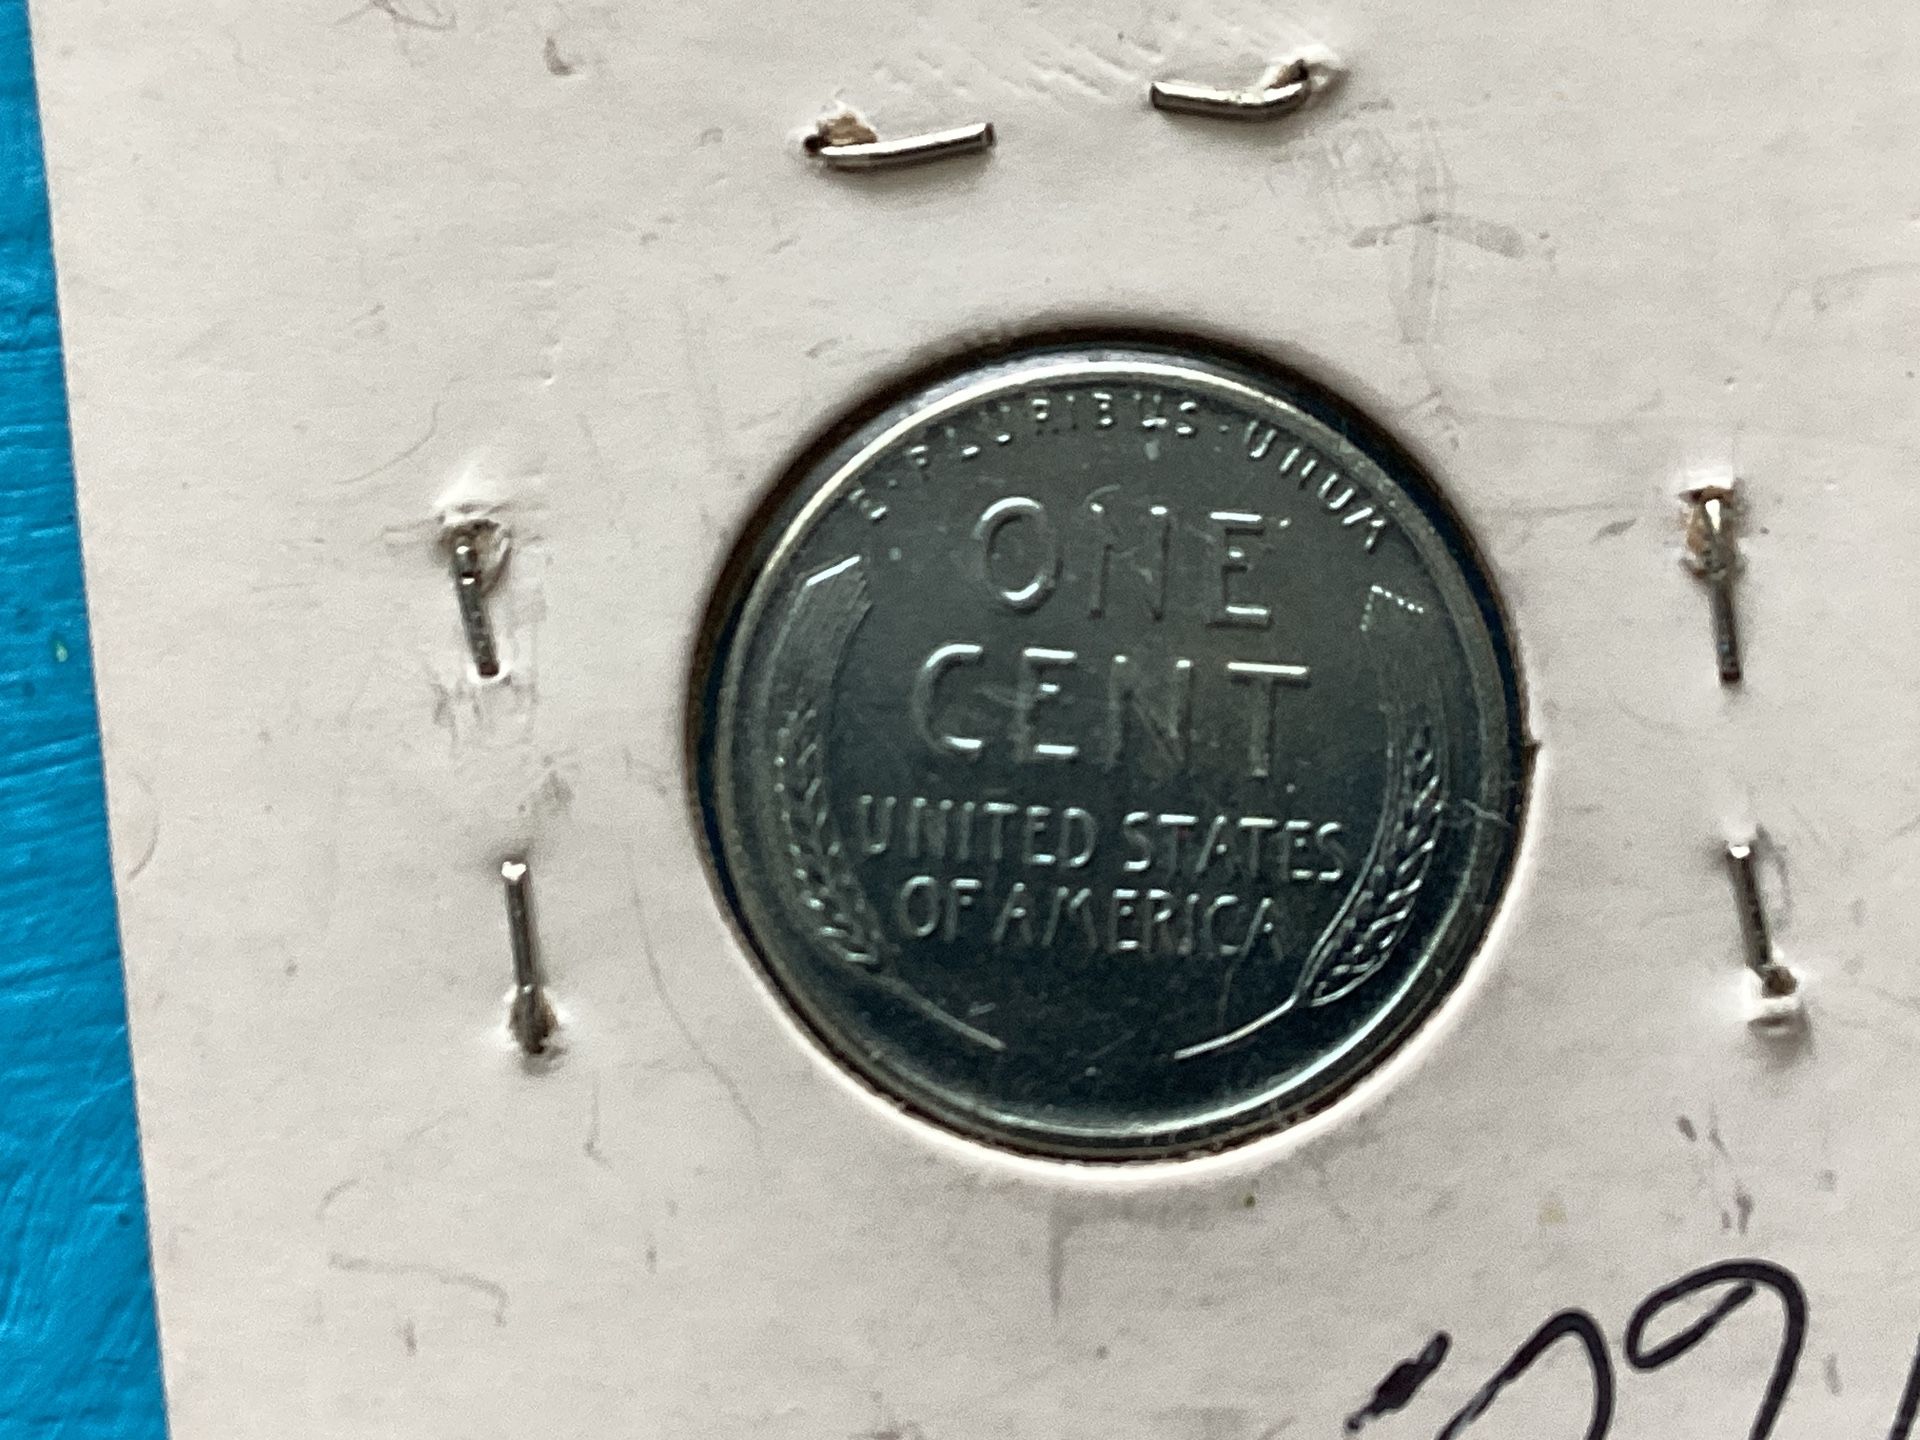 E · PLURIBUS · UNUM
ONE
CENT
UNITED STATES
OF AMERICA